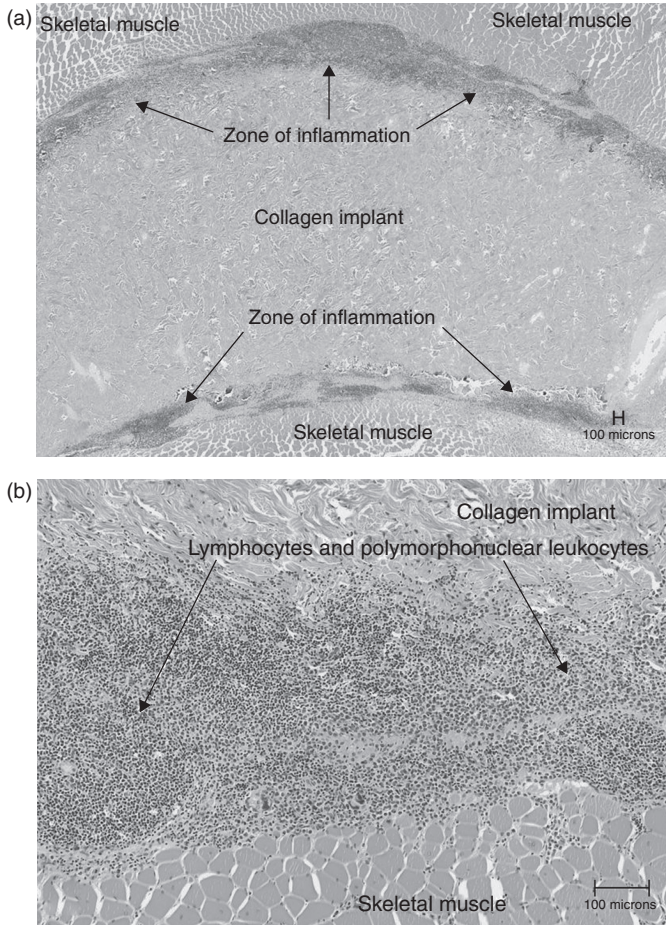 (a)
Skeletal muscle
Skeletal muscle
Zone of inflammation
Collagen implant
Zone of inflammation
Skeletal muscle
H
100 microns
(b)
Collagen implant
Lymphocytes and polymorphonuclear leukocytes
Skeletal muscle
100 microns